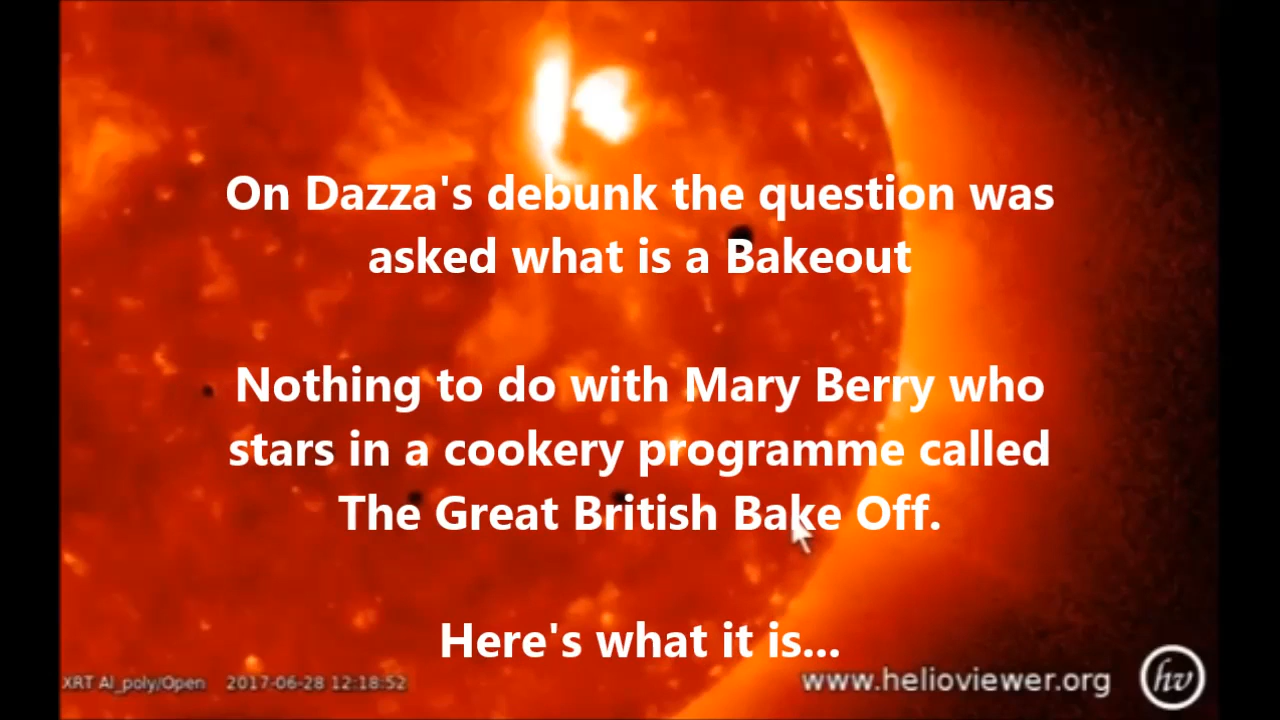 On Dazza's debunk the question was
asked what is a Bakeout
Nothing to do with Mary Berry who
stars in a cookery programme called
The Great British Bake Off.
Here's what it is...
XRT Al_poly/Open 2017-06-28 12:18:52
www.helioviewer.org
hv